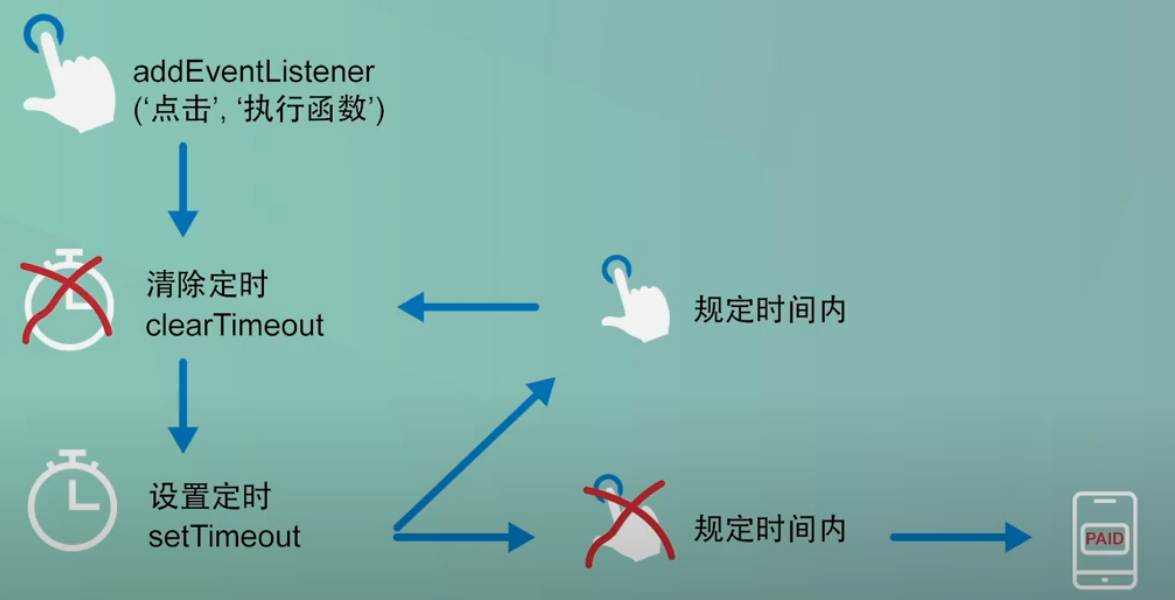 addEventListener
(‘点击’, ‘执行函数’)
清除定时
clearTimeout
规定时间内
设置定时
setTimeout
规定时间内
PAID